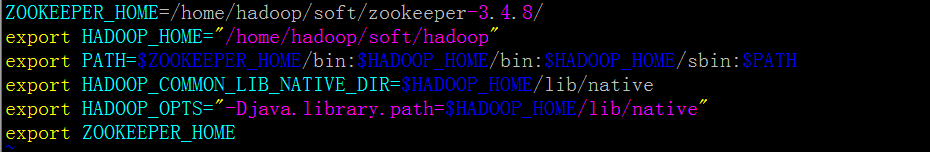 ZOOKEEPER_HOME=/home/hadoop/soft/zookeeper-3.4.8/
export HADOOP_HOME="/home/hadoop/soft/hadoop"
export PATH=$ZOOKEEPER_HOME/bin:$HADOOP_HOME/bin:$HADOOP_HOME/sbin:$PATH
export HADOOP_COMMON_LIB_NATIVE_DIR=$HADOOP_HOME/lib/native
export HADOOP_OPTS="-Djava.library.path=$HADOOP_HOME/lib/native"
export ZOOKEEPER_HOME
~